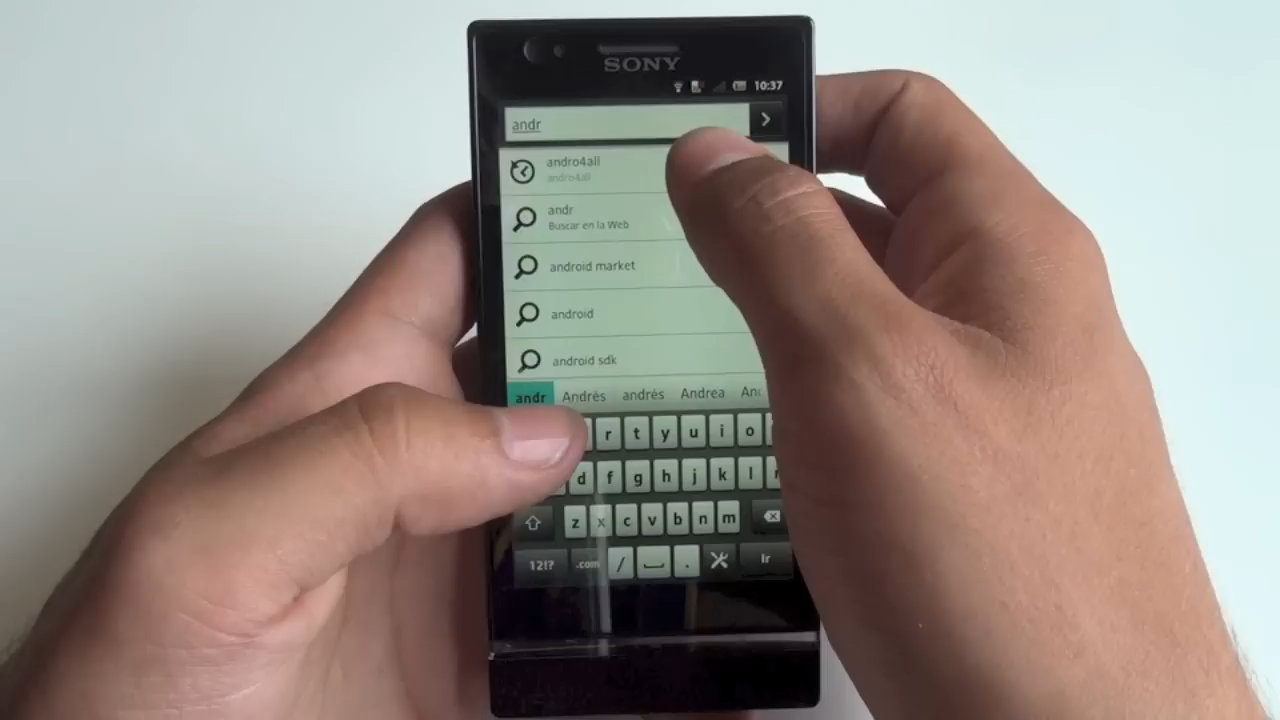 SONY
10:37
andr
andro4all
andro4all
andr
Buscar en la Web
android market
android
android sdk
andr Andrés andrés Andrea
r t y u i o
d f g h j k l
z x c v b n m
12!? .com / . Ir